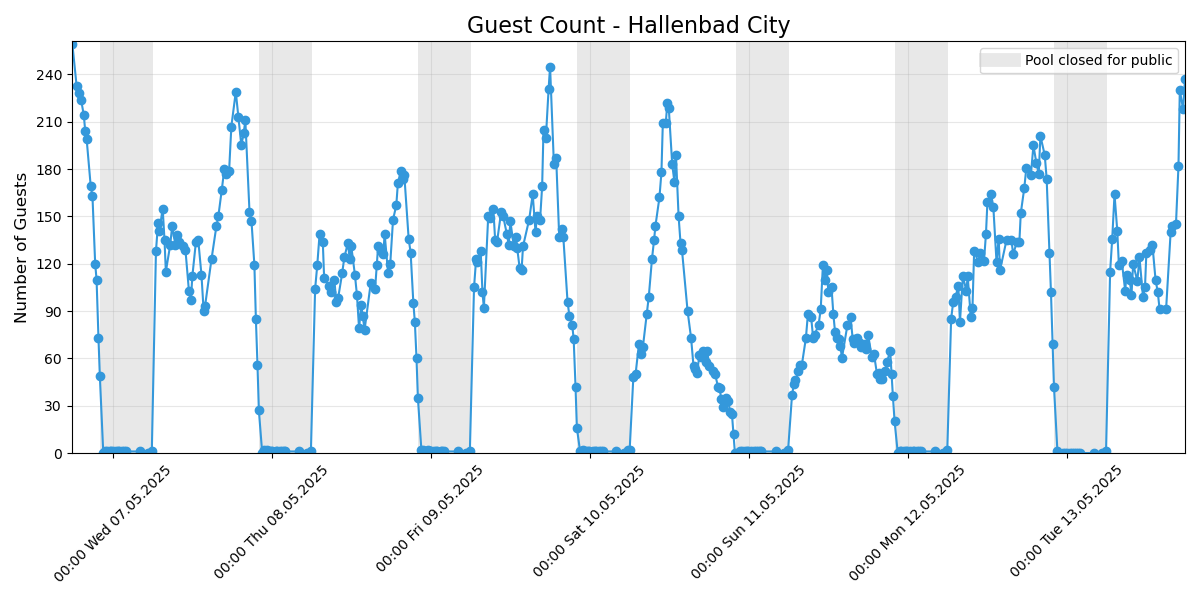 Guest Count - Hallenbad City
Pool closed for public
Number of Guests
240
210
180
150
120
90
60
30
0
00:00 Wed 07.05.2025
00:00 Thu 08.05.2025
00:00 Fri 09.05.2025
00:00 Sat 10.05.2025
00:00 Sun 11.05.2025
00:00 Mon 12.05.2025
00:00 Tue 13.05.2025